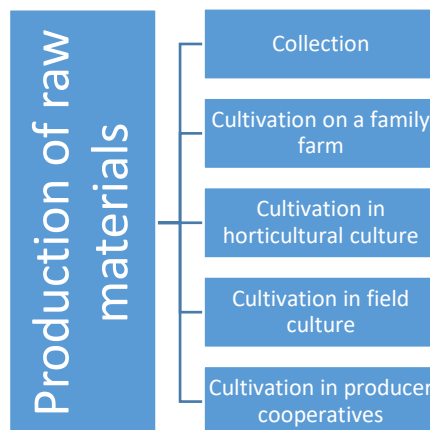 Production of raw
materials
Collection
Cultivation on a family
farm
Cultivation in
horticultural culture
Cultivation in field
culture
Cultivation in producer
cooperatives